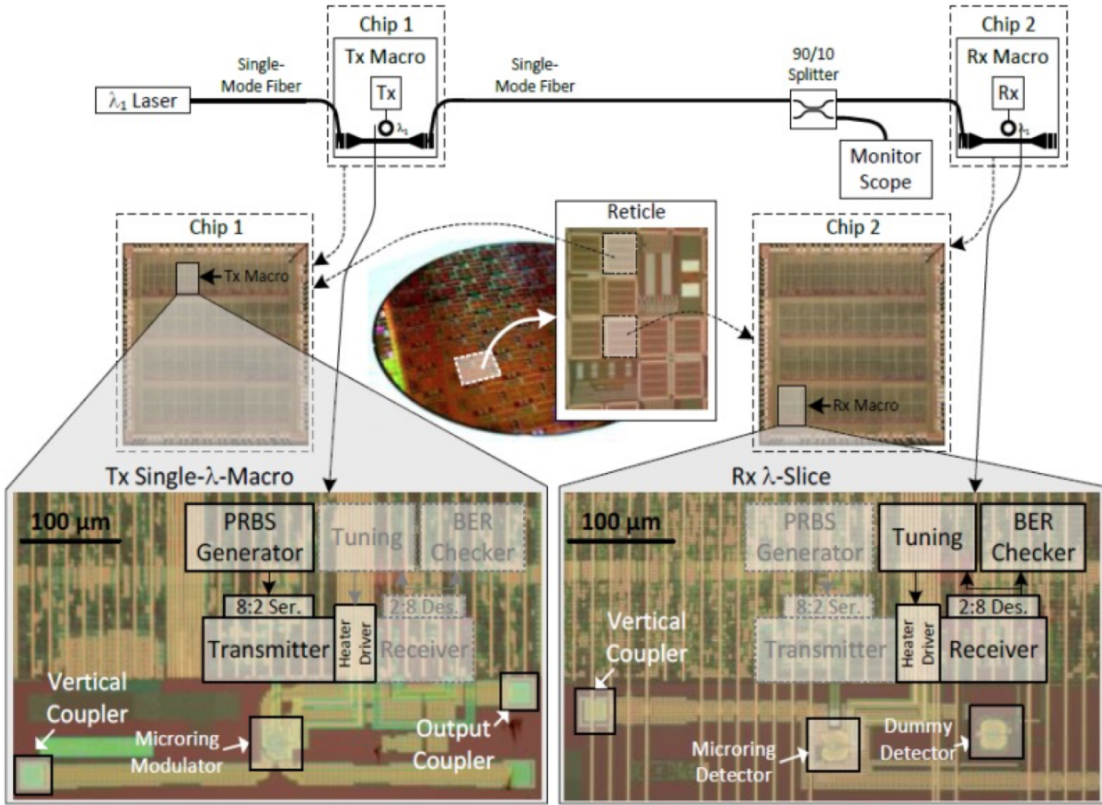 Chip 1
Tx Macro
Tx
λ₁
Single-
Mode Fiber
λ₁ Laser
Single-
Mode Fiber
90/10
Splitter
Monitor
Scope
Chip 2
Rx Macro
Rx
λ₁
Chip 1
Tx Macro
Reticle
Chip 2
Rx Macro
Tx Single-λ-Macro
100 μm
PRBS
Generator
Tuning
BER
Checker
8:2 Ser.
2:8 Des.
Transmitter
Heater
Driver
Receiver
Vertical
Coupler
Microring
Modulator
Output
Coupler
Rx λ-Slice
100 μm
PRBS
Generator
Tuning
BER
Checker
8:2 Ser.
2:8 Des.
Transmitter
Heater
Driver
Receiver
Vertical
Coupler
Microring
Detector
Dummy
Detector